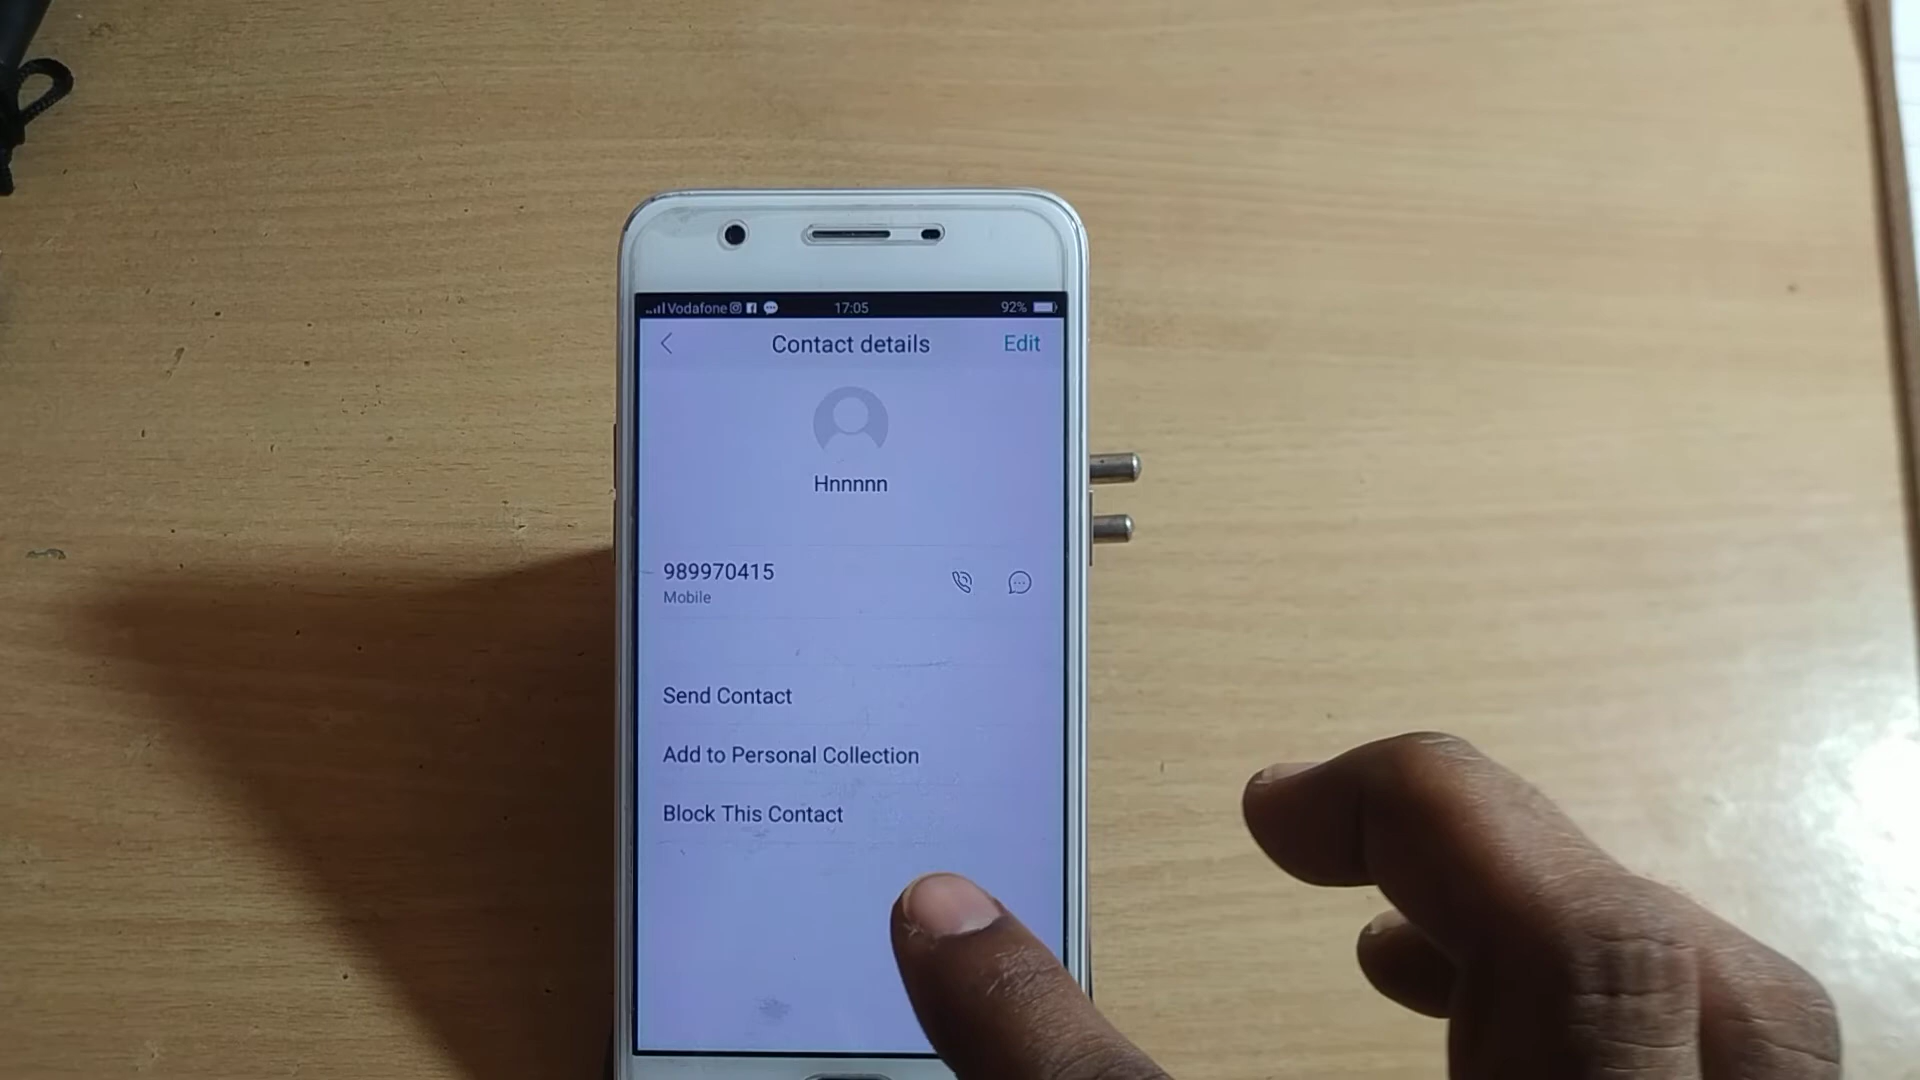 Vodafone 17:05 92%
Contact details Edit
Hnnnnn
989970415
Mobile
Send Contact
Add to Personal Collection
Block This Contact